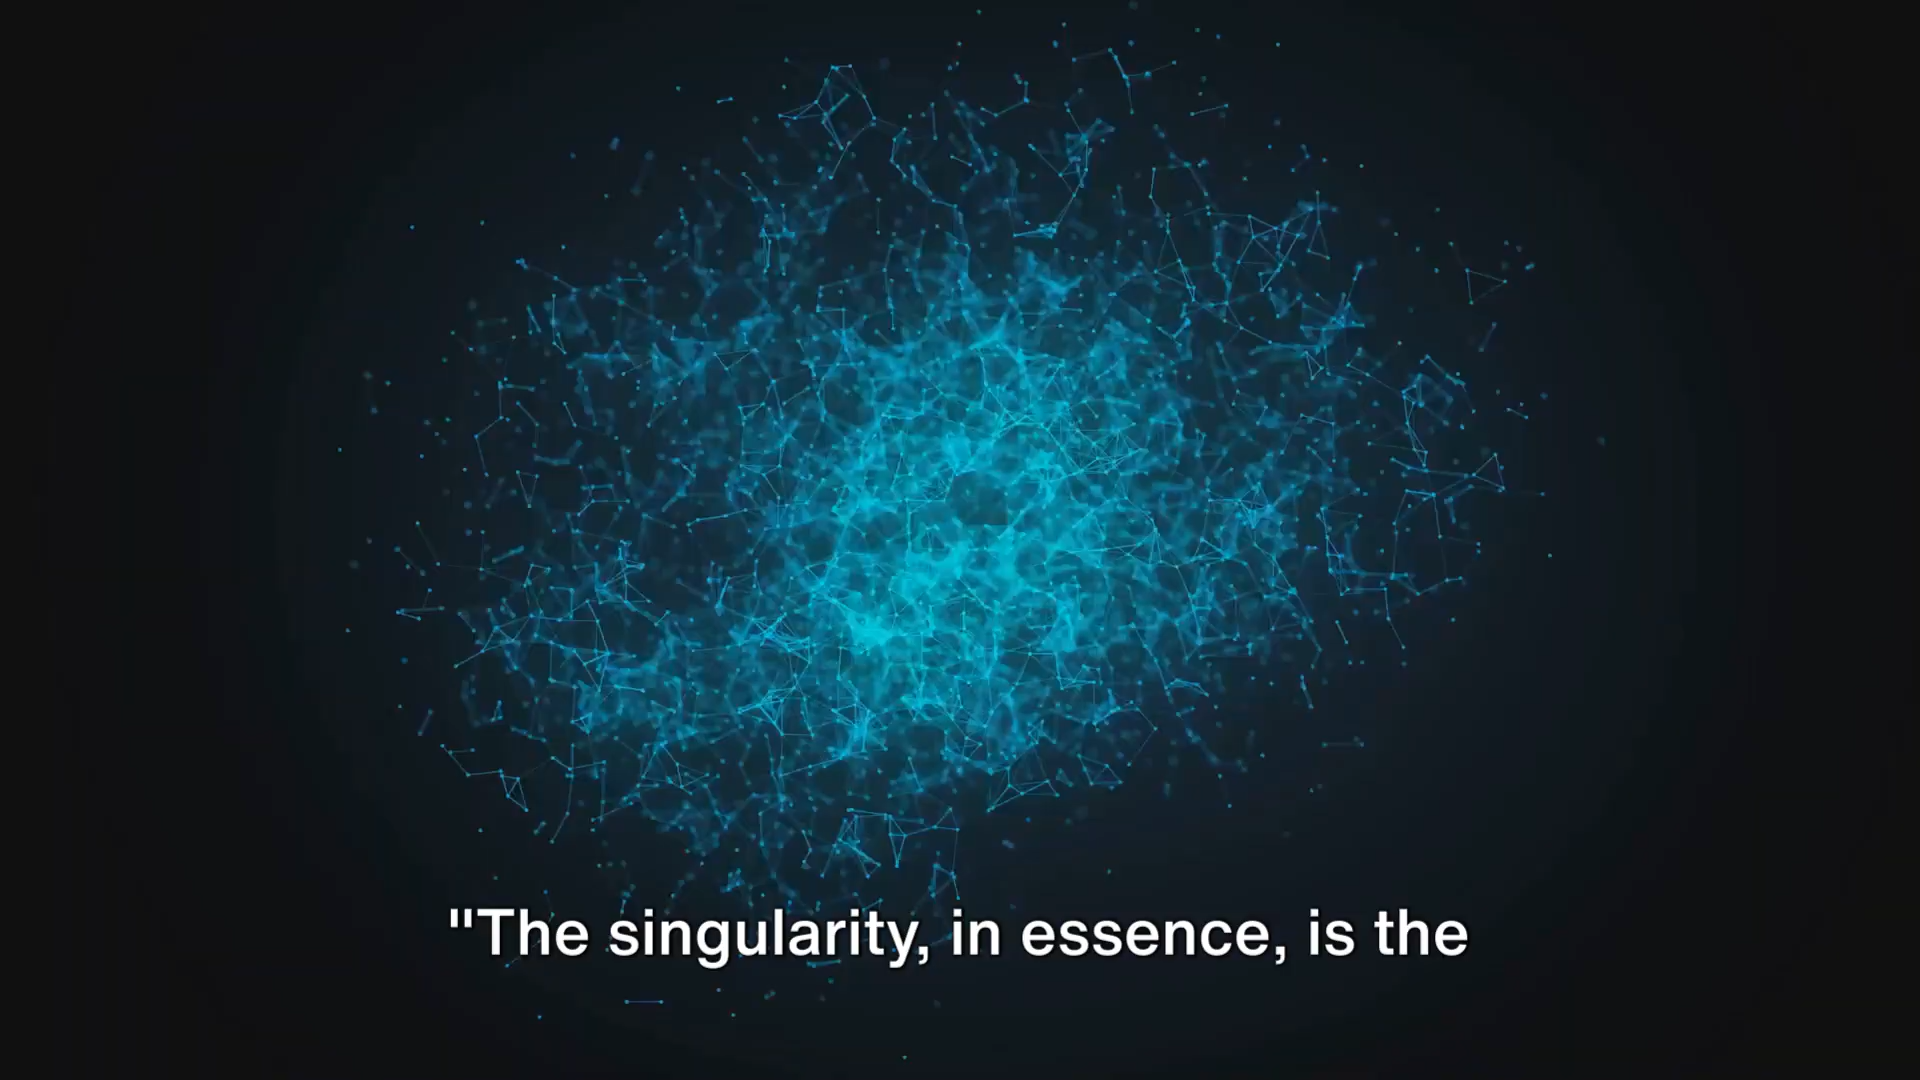 "The singularity, in essence, is the